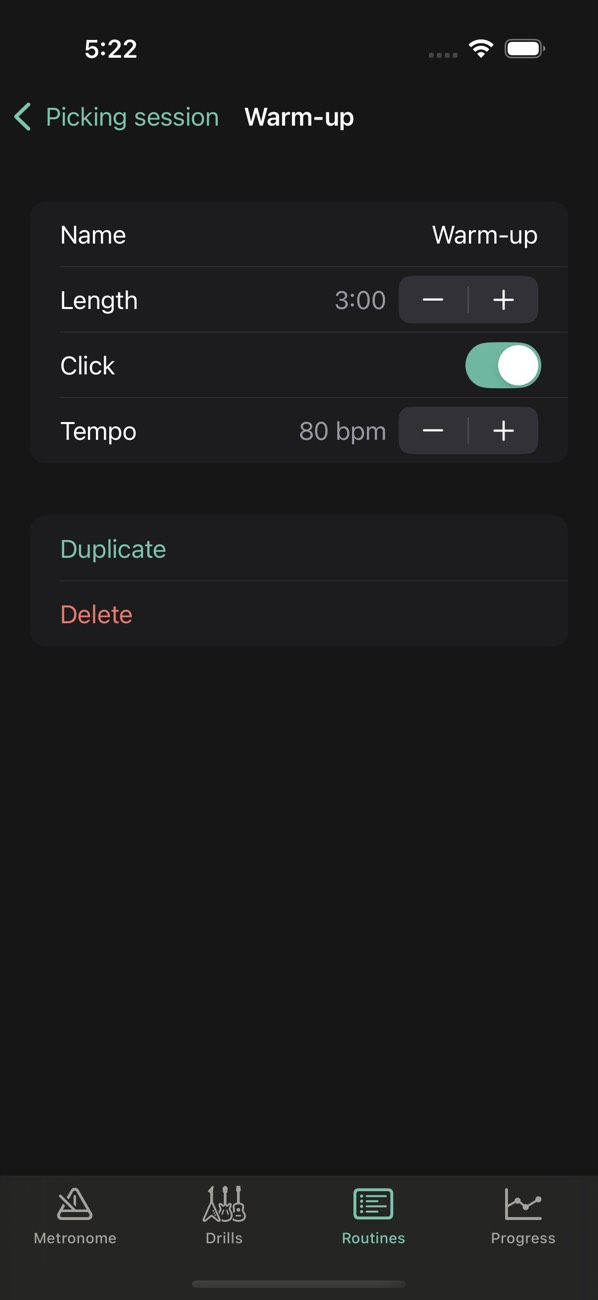 5:22
Picking session Warm-up
Name Warm-up
Length 3:00
Click
Tempo 80 bpm
Duplicate
Delete
Metronome Drills Routines Progress